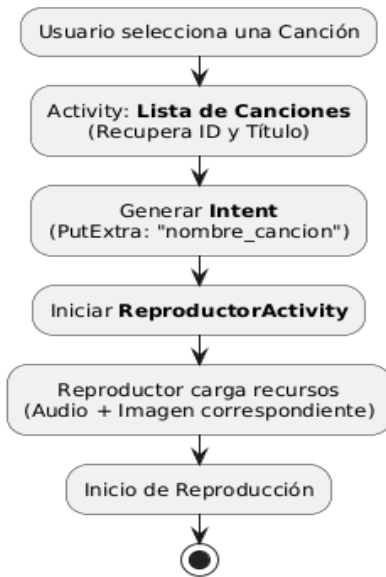 Usuario selecciona una Canción
Activity: Lista de Canciones
(Recupera ID y Título)
Generar Intent
(PutExtra: "nombre_cancion")
Iniciar ReproductorActivity
Reproductor carga recursos
(Audio + Imagen correspondiente)
Inicio de Reproducción